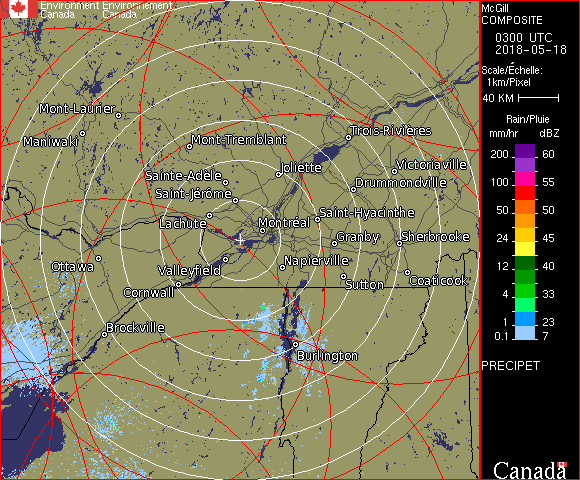 Environment Environnement
Canada Canada
McGill
COMPOSITE
0300 UTC
2018-05-18
Scale/Échelle:
1km/Pixel
40 KM
Rain/Pluie
mm/hr dBZ
200 60
155
100 55
50 50
24 45
12 40
4 33
1 23
0.1 7
PRECIPET
Canada
Mont-Laurier
Maniwaki
Mont-Tremblant
Trois-Rivières
Joliette
Victoriaville
Sainte-Adèle
Drummondville
Saint-Jérôme
Lachute
Saint-Hyacinthe
Montréal
Granby
Sherbrooke
Ottawa
Valleyfield
Napierville
Cornwall
Sutton
Coaticook
Brockville
Burlington